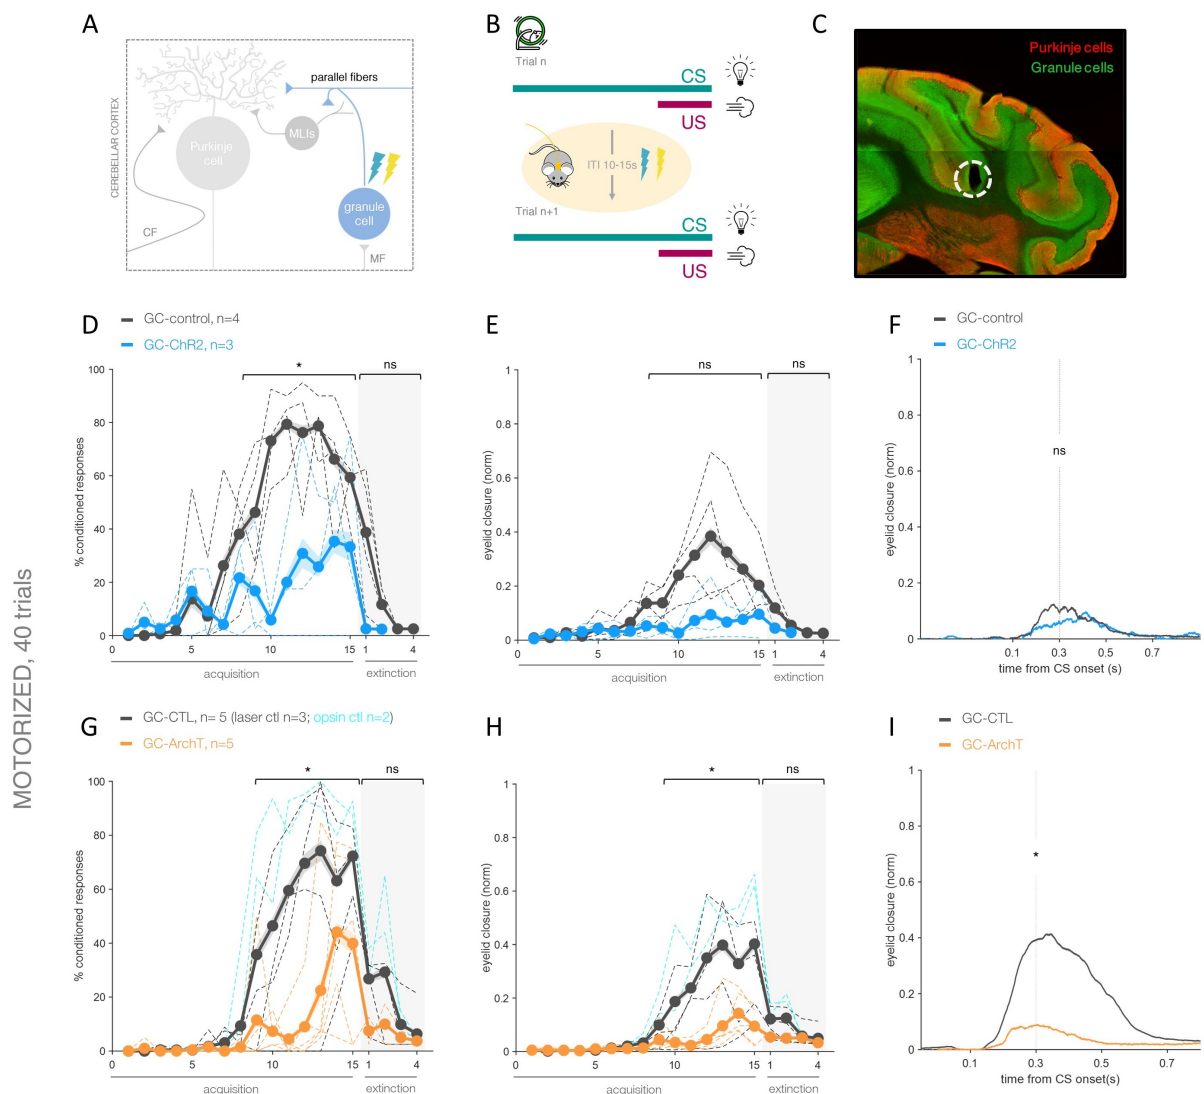 A
CEREBELLAR CORTEX
parallel fibers
MLIs
Purkinje
cell
granule
cell
CF
MF
B
Trial n
CS
US
ITI 10-15s
Trial n+1
CS
US
C
Purkinje cells
Granule cells
MOTORIZED, 40 trials
D
GC-control, n=4
GC-ChR2, n=3
* ns
100
80
60
40
20
0
% conditioned responses
0 5 10 15 1 4
acquisition extinction
E
ns ns
1
0.8
0.6
0.4
0.2
0
eyelid closure (norm)
5 10 15 1 4
acquisition extinction
F
GC-control
GC-ChR2
ns
1
0.8
0.6
0.4
0.2
0
eyelid closure (norm)
0.1 0.3 0.5 0.7
time from CS onset (s)
G
GC-CTL, n= 5 (laser ctl n=3; opsin ctl n=2)
GC-ArchT, n=5
* ns
100
80
60
40
20
0
% conditioned responses
0 5 10 15 1 4
acquisition extinction
H
* ns
1
0.8
0.6
0.4
0.2
0
eyelid closure (norm)
5 10 15 1 4
acquisition extinction
I
GC-CTL
GC-ArchT
*
1
0.8
0.6
0.4
0.2
0
eyelid closure (norm)
0.1 0.3 0.5 0.7
time from CS onset(s)